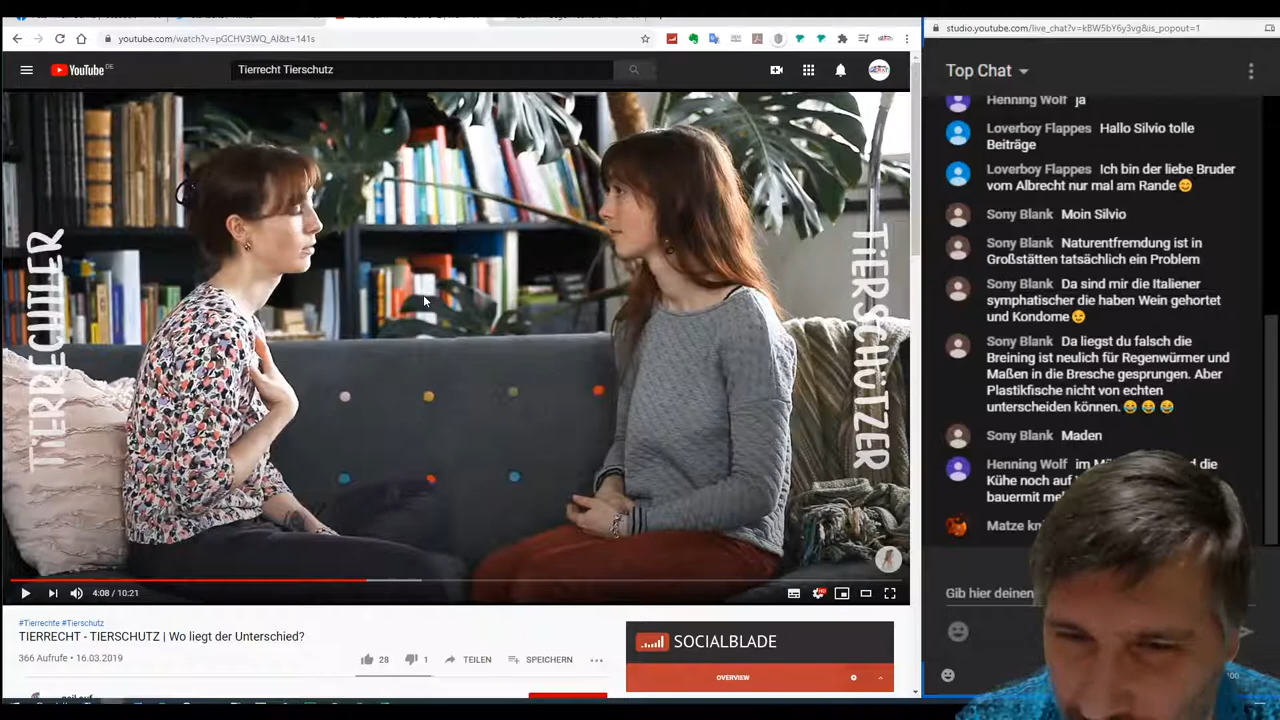 youtube.com/watch?v=pGCHV3WQ_AI&t=141s
YouTube DE
Tierrecht Tierschutz
TIERRECHTLER
TIERSCHÜTZER
4:08 / 10:21
#Tierrechte #Tierschutz
TIERRECHT - TIERSCHUTZ | Wo liegt der Unterschied?
366 Aufrufe • 16.03.2019
28
1
TEILEN
SPEICHERN
SOCIALBLADE
OVERVIEW
studio.youtube.com/live_chat?v=kBW5bY6y3vg&is_popout=1
Top Chat
Henning Wolf ja
Loverboy Flappes Hallo Silvio tolle
Beiträge
Loverboy Flappes Ich bin der liebe Bruder
vom Albrecht nur mal am Rande 😊
Sony Blank Moin Silvio
Sony Blank Naturentfremdung ist in
Großstätten tatsächlich ein Problem
Sony Blank Da sind mir die Italiener
symphatischer die haben Wein gehortet
und Kondome 😉
Sony Blank Da liegst du falsch die
Breining ist neulich für Regenwürmer und
Maßen in die Bresche gesprungen. Aber
Plastikfische nicht von echten
unterscheiden können. 😂 😂 😂
Sony Blank Maden
Henning Wolf im die
Kühe noch auf
Matze
Gib hier deinen